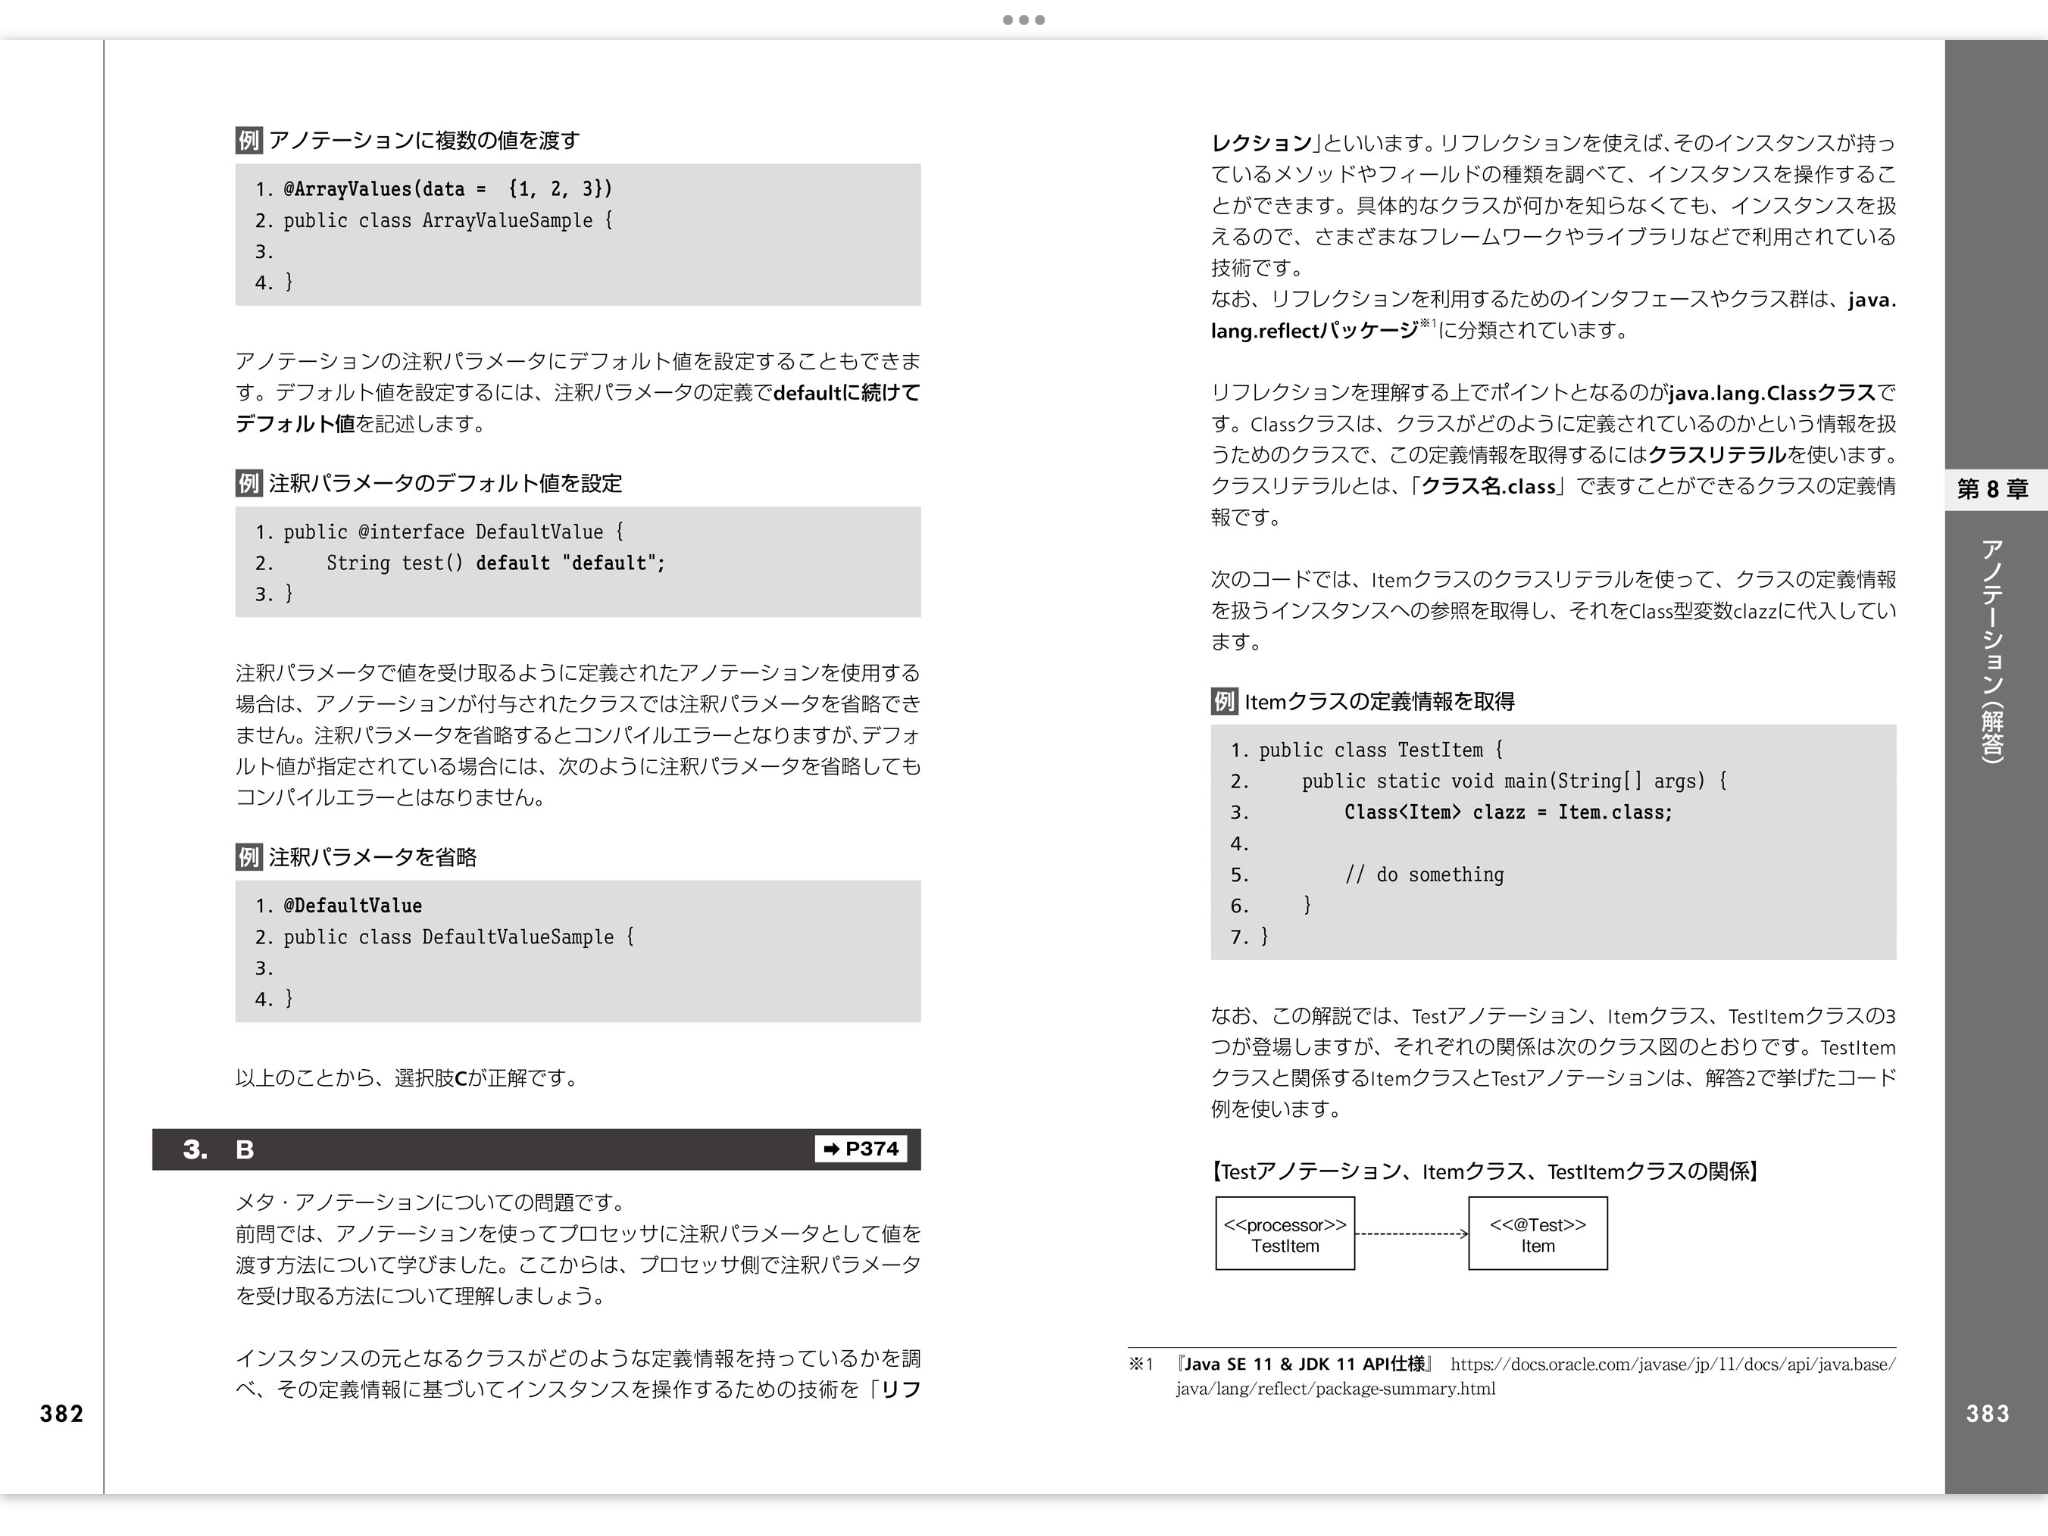 例 アノテーションに複数の値を渡す
1. @ArrayValues(data =  {1, 2, 3})
2. public class ArrayValueSample {
3.
4. }
アノテーションの注釈パラメータにデフォルト値を設定することもできま
す。デフォルト値を設定するには、注釈パラメータの定義でdefaultに続けて
デフォルト値を記述します。
例 注釈パラメータのデフォルト値を設定
1. public @interface DefaultValue {
2.     String test() default "default";
3. }
注釈パラメータで値を受け取るように定義されたアノテーションを使用する
場合は、アノテーションが付与されたクラスでは注釈パラメータを省略でき
ません。注釈パラメータを省略するとコンパイルエラーとなりますが、デフォ
ルト値が指定されている場合には、次のように注釈パラメータを省略しても
コンパイルエラーとはなりません。
例 注釈パラメータを省略
1. @DefaultValue
2. public class DefaultValueSample {
3.
4. }
以上のことから、選択肢Cが正解です。
3. B ➡ P374
メタ・アノテーションについての問題です。
前問では、アノテーションを使ってプロセッサに注釈パラメータとして値を
渡す方法について学びました。ここからは、プロセッサ側で注釈パラメータ
を受け取る方法について理解しましょう。
インスタンスの元となるクラスがどのような定義情報を持っているかを調
べ、その定義情報に基づいてインスタンスを操作するための技術を「リフ
382
レクション」といいます。リフレクションを使えば、そのインスタンスが持っ
ているメソッドやフィールドの種類を調べて、インスタンスを操作するこ
とができます。具体的なクラスが何かを知らなくても、インスタンスを扱
えるので、さまざまなフレームワークやライブラリなどで利用されている
技術です。
なお、リフレクションを利用するためのインタフェースやクラス群は、java.
lang.reflectパッケージ※1に分類されています。
リフレクションを理解する上でポイントとなるのがjava.lang.Classクラスで
す。Classクラスは、クラスがどのように定義されているのかという情報を扱
うためのクラスで、この定義情報を取得するにはクラスリテラルを使います。
クラスリテラルとは、「クラス名.class」で表すことができるクラスの定義情
報です。
次のコードでは、Itemクラスのクラスリテラルを使って、クラスの定義情報
を扱うインスタンスへの参照を取得し、それをClass型変数clazzに代入してい
ます。
例 Itemクラスの定義情報を取得
1. public class TestItem {
2.     public static void main(String[] args) {
3.         Class<Item> clazz = Item.class;
4.
5.         // do something
6.     }
7. }
なお、この解説では、Testアノテーション、Itemクラス、TestItemクラスの3
つが登場しますが、それぞれの関係は次のクラス図のとおりです。TestItem
クラスと関係するItemクラスとTestアノテーションは、解答2で挙げたコード
例を使います。
【Testアノテーション、Itemクラス、TestItemクラスの関係】
<<processor>>
TestItem
<<@Test>>
Item
※1 『Java SE 11 & JDK 11 API仕様』 https://docs.oracle.com/javase/jp/11/docs/api/java.base/
java/lang/reflect/package-summary.html
第8章
アノテーション(解答)
383